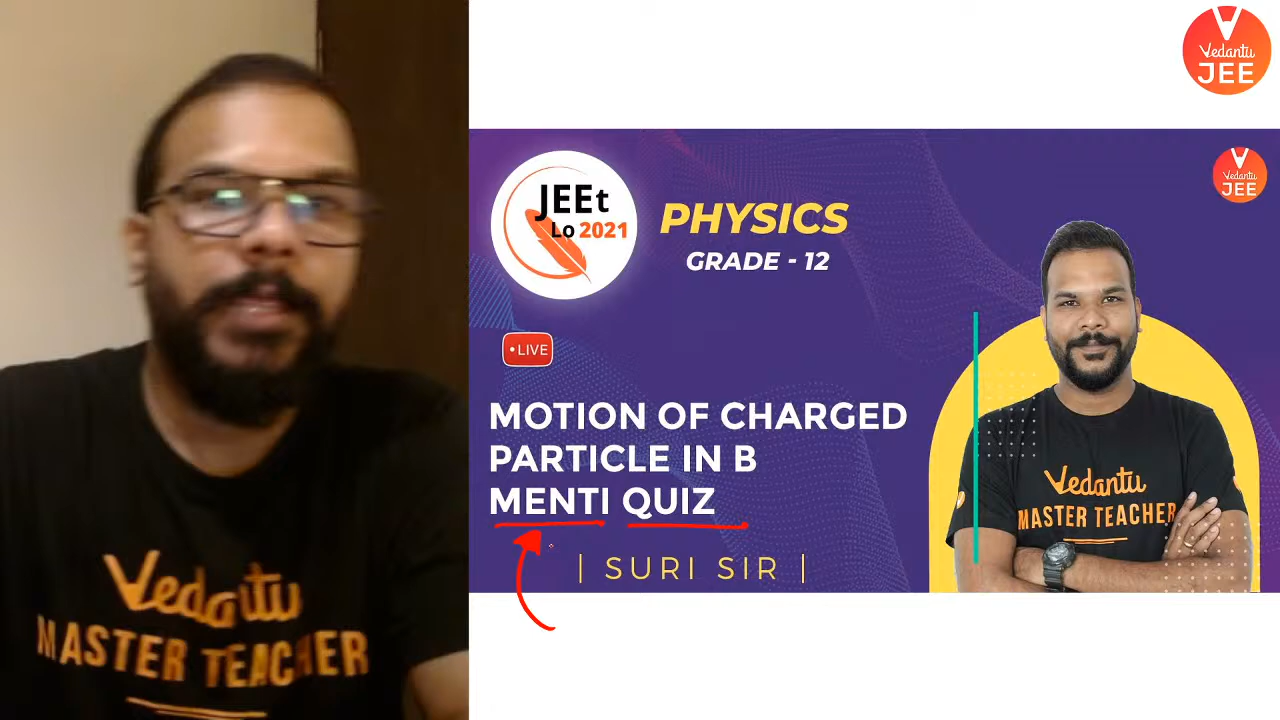 Vedantu
JEE
JEEt
Lo 2021
PHYSICS
GRADE - 12
Vedantu
JEE
• LIVE
MOTION OF CHARGED
PARTICLE IN B
MENTI QUIZ
| SURI SIR |
Vedantu
MASTER TEACHER
Vedantu
MASTER TEACHER